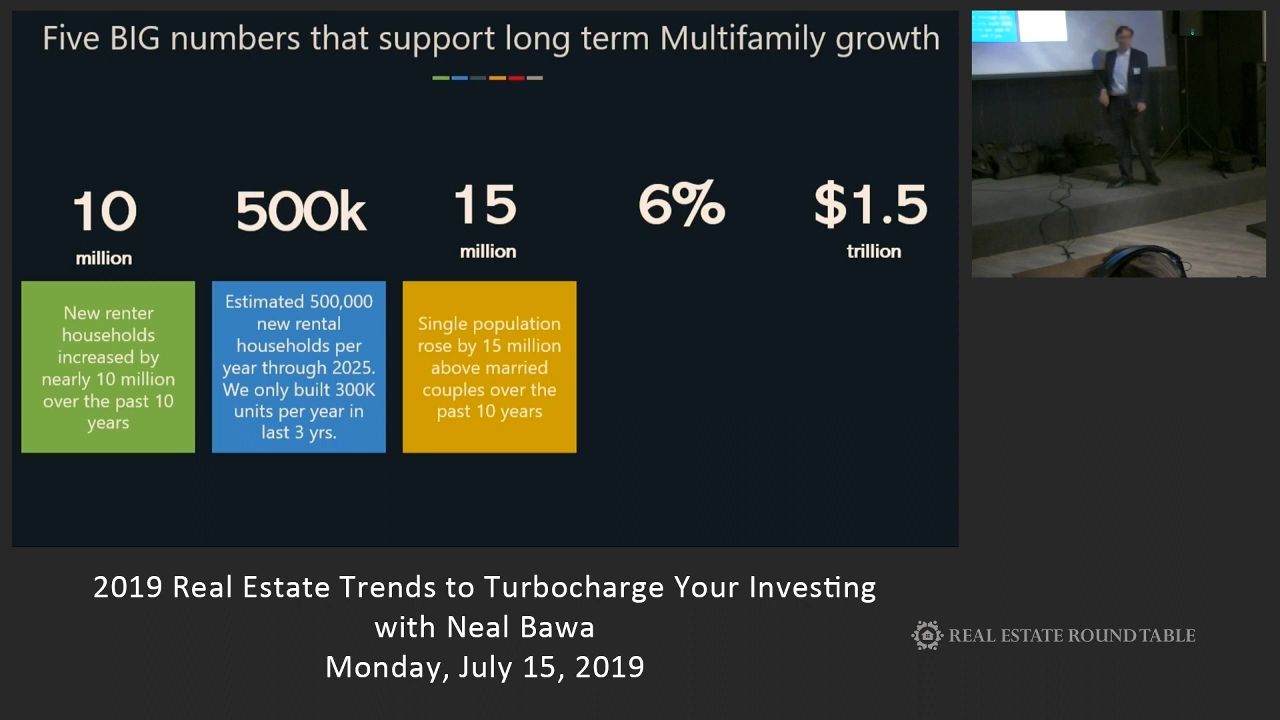 Five BIG numbers that support long term Multifamily growth
10
million
500k
15
million
6%
$1.5
trillion
New renter
households
increased by
nearly 10 million
over the past 10
years
Estimated 500,000
new rental
households per
year through 2025.
We only built 300K
units per year in
last 3 yrs.
Single population
rose by 15 million
above married
couples over the
past 10 years
2019 Real Estate Trends to Turbocharge Your Investing
with Neal Bawa
Monday, July 15, 2019
REAL ESTATE ROUND TABLE